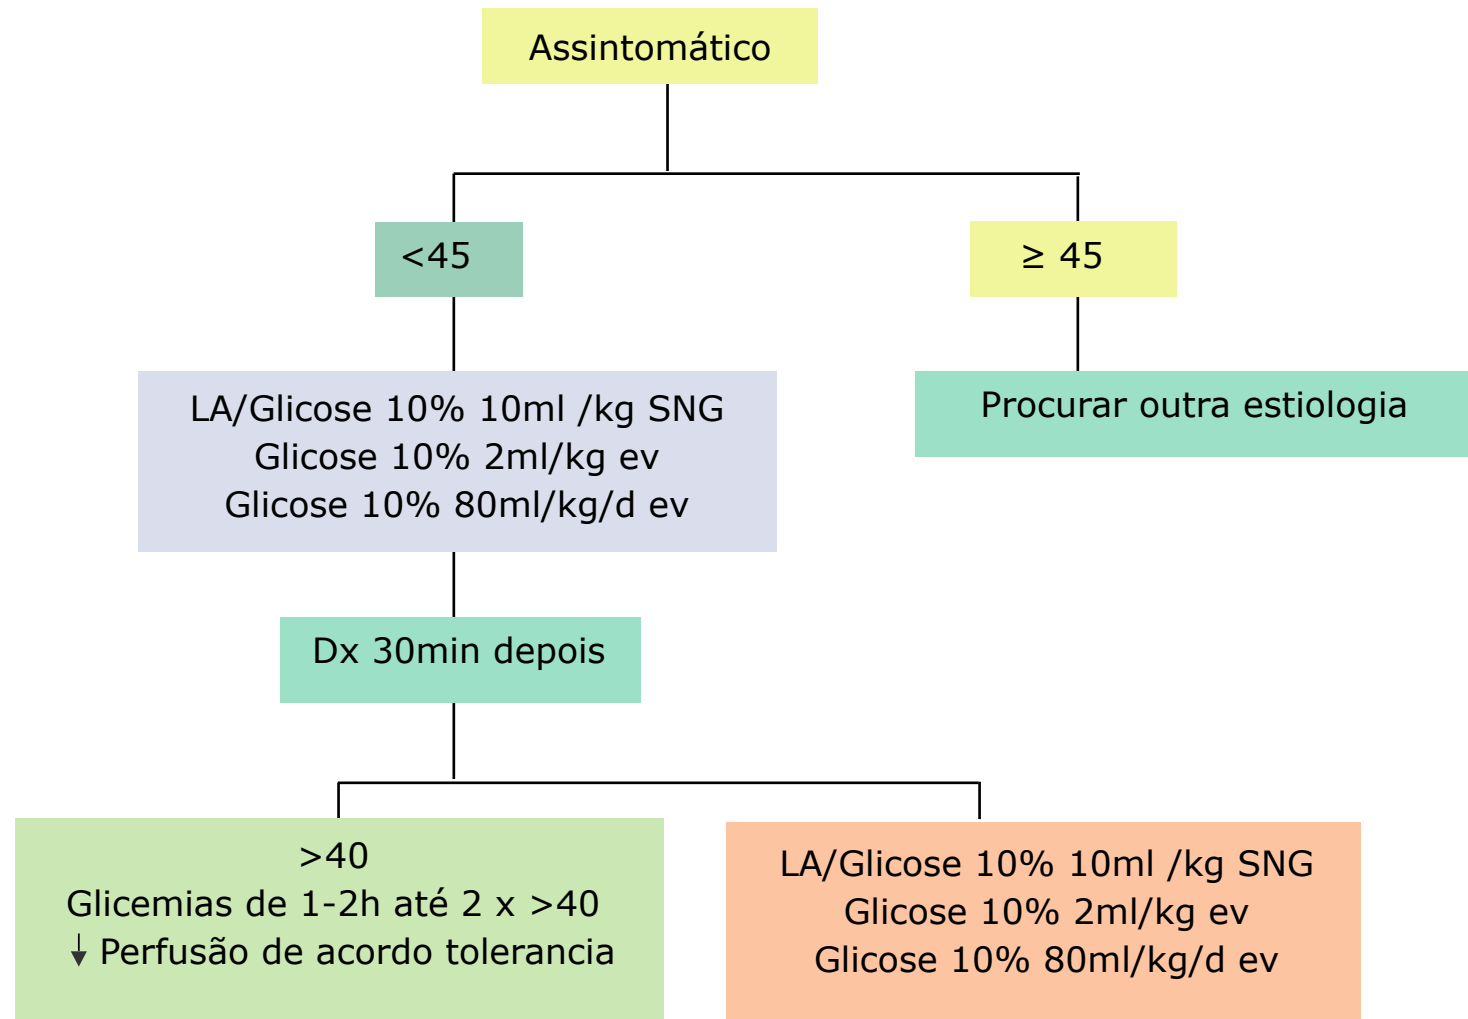 Assintomático
<45
≥ 45
LA/Glicose 10% 10ml /kg SNG
Glicose 10% 2ml/kg ev
Glicose 10% 80ml/kg/d ev
Procurar outra estiologia
Dx 30min depois
>40
Glicemias de 1-2h até 2 x >40
↓ Perfusão de acordo tolerancia
LA/Glicose 10% 10ml /kg SNG
Glicose 10% 2ml/kg ev
Glicose 10% 80ml/kg/d ev